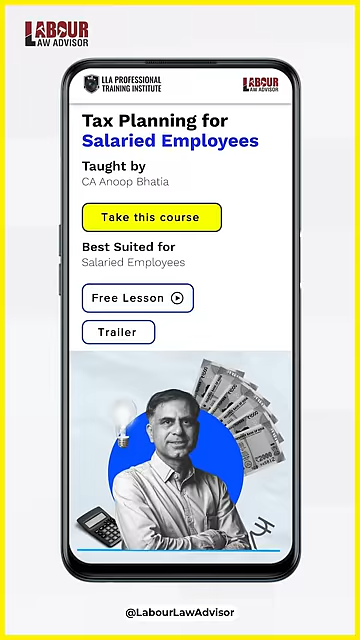 LABOUR
LAW ADVISOR
LLA PROFESSIONAL
TRAINING INSTITUTE
LABOUR
LAW ADVISOR
Tax Planning for
Salaried Employees
Taught by
CA Anoop Bhatia
Take this course
Best Suited for
Salaried Employees
Free Lesson
Trailer
@LabourLawAdvisor